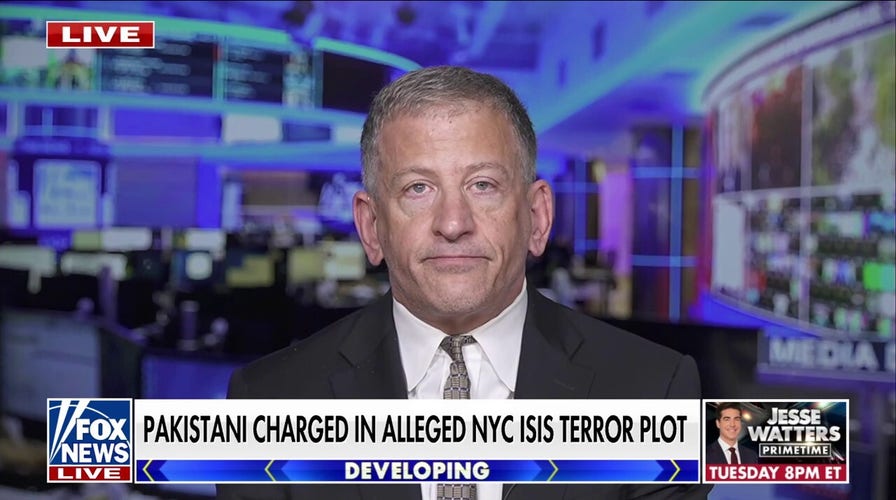 LIVE
MEDIA
PAKISTANI CHARGED IN ALLEGED NYC ISIS TERROR PLOT
DEVELOPING
FOX
NEWS
LIVE
JESSE
WATTERS
PRIMETIME
TUESDAY 8PM ET